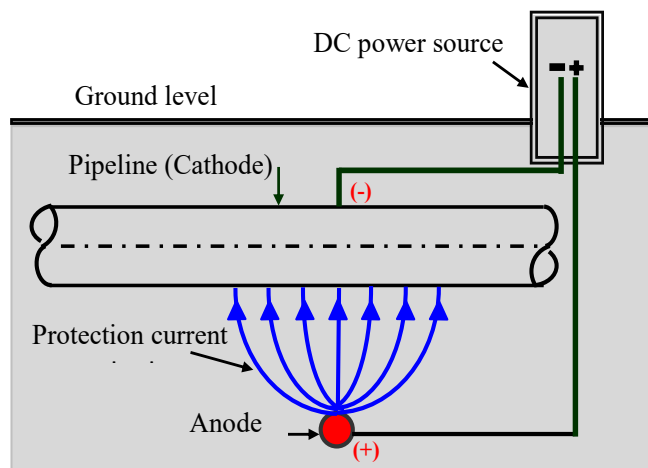 DC power source
- +
Ground level
Pipeline (Cathode)
(-)
Protection current
Anode
(+)